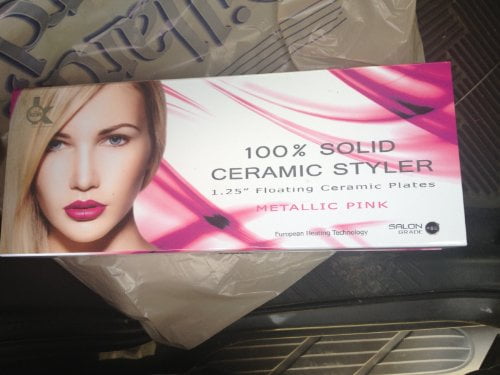 100% SOLID
CERAMIC STYLER
1.25" Floating Ceramic Plates
METALLIC PINK
European Heating Technology
SALON
GRADE